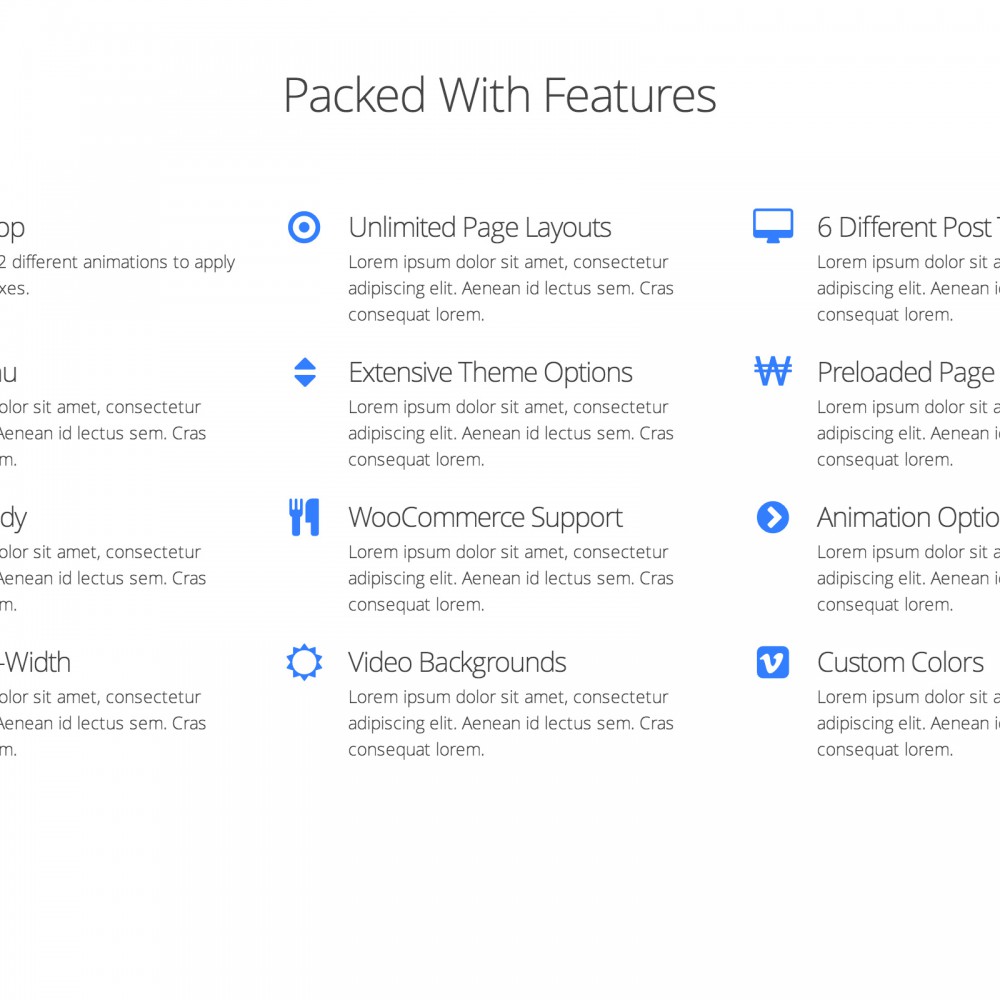 Packed With Features
op
2 different animations to apply
xes.
Unlimited Page Layouts
Lorem ipsum dolor sit amet, consectetur
adipiscing elit. Aenean id lectus sem. Cras
consequat lorem.
6 Different Post
Lorem ipsum dolor sit a
adipiscing elit. Aenean i
consequat lorem.
u
olor sit amet, consectetur
Aenean id lectus sem. Cras
m.
Extensive Theme Options
Lorem ipsum dolor sit amet, consectetur
adipiscing elit. Aenean id lectus sem. Cras
consequat lorem.
Preloaded Page
Lorem ipsum dolor sit a
adipiscing elit. Aenean i
consequat lorem.
dy
olor sit amet, consectetur
Aenean id lectus sem. Cras
m.
WooCommerce Support
Lorem ipsum dolor sit amet, consectetur
adipiscing elit. Aenean id lectus sem. Cras
consequat lorem.
Animation Optio
Lorem ipsum dolor sit a
adipiscing elit. Aenean i
consequat lorem.
-Width
olor sit amet, consectetur
Aenean id lectus sem. Cras
m.
Video Backgrounds
Lorem ipsum dolor sit amet, consectetur
adipiscing elit. Aenean id lectus sem. Cras
consequat lorem.
Custom Colors
Lorem ipsum dolor sit a
adipiscing elit. Aenean i
consequat lorem.